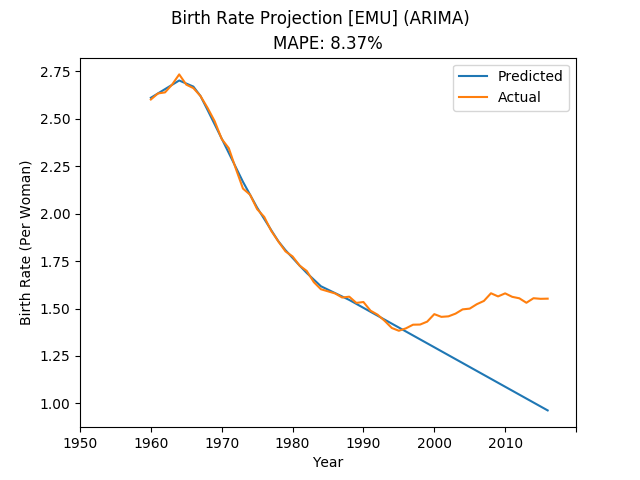 Birth Rate Projection [EMU] (ARIMA)
MAPE: 8.37%
Predicted
Actual
Birth Rate (Per Woman)
2.75
2.50
2.25
2.00
1.75
1.50
1.25
1.00
1950 1960 1970 1980 1990 2000 2010
Year